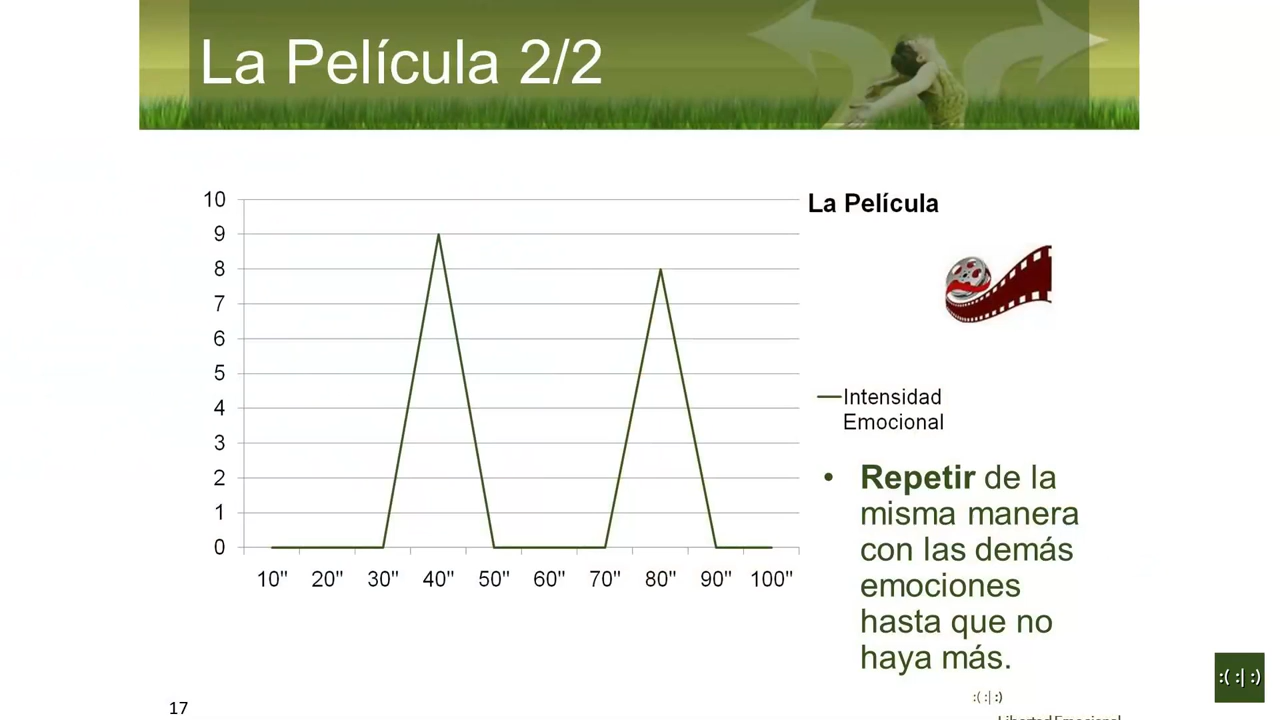 La Película 2/2
La Película
10
9
8
7
6
5
4
3
2
1
0
10" 20" 30" 40" 50" 60" 70" 80" 90" 100"
Intensidad
Emocional
• Repetir de la
misma manera
con las demás
emociones
hasta que no
haya más.
:( :| :)
:( :| :)
Libertad Emocional
17